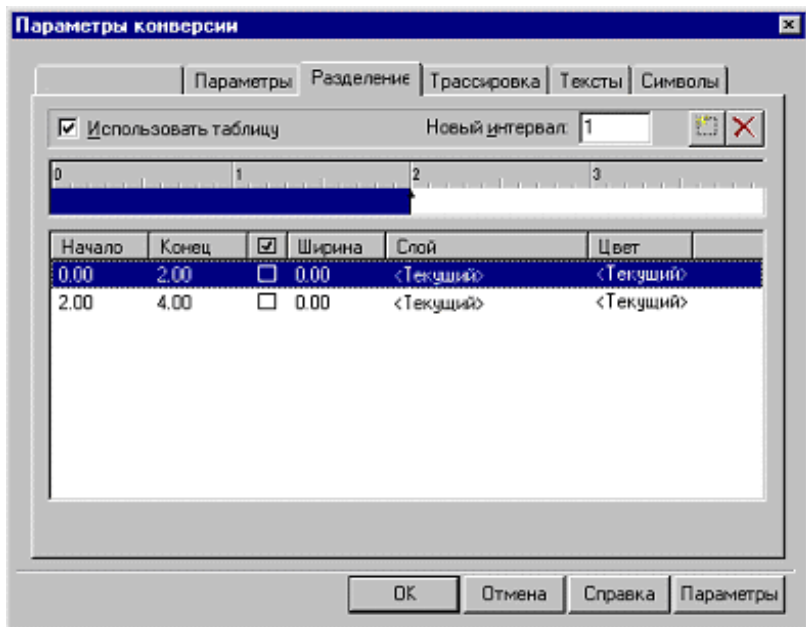 Параметры конверсии
Параметры Разделение Трассировка Тексты Символы
Использовать таблицу Новый интервал: 1
0 1 2 3
Начало Конец Ширина Слой Цвет
0.00 2.00 0.00 <Текущий> <Текущий>
2.00 4.00 0.00 <Текущий> <Текущий>
OK Отмена Справка Параметры